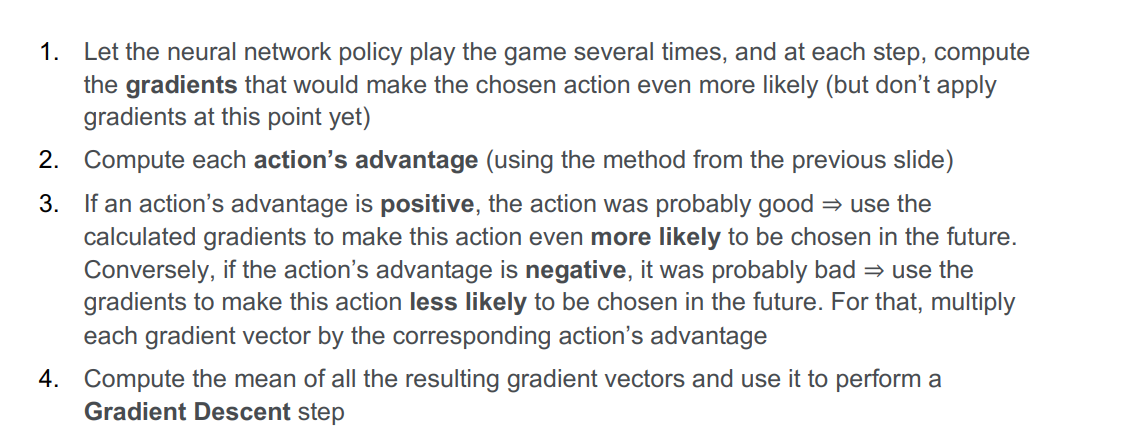 1. Let the neural network policy play the game several times, and at each step, compute
the gradients that would make the chosen action even more likely (but don’t apply
gradients at this point yet)
2. Compute each action’s advantage (using the method from the previous slide)
3. If an action’s advantage is positive, the action was probably good ⇒ use the
calculated gradients to make this action even more likely to be chosen in the future.
Conversely, if the action’s advantage is negative, it was probably bad ⇒ use the
gradients to make this action less likely to be chosen in the future. For that, multiply
each gradient vector by the corresponding action’s advantage
4. Compute the mean of all the resulting gradient vectors and use it to perform a
Gradient Descent step